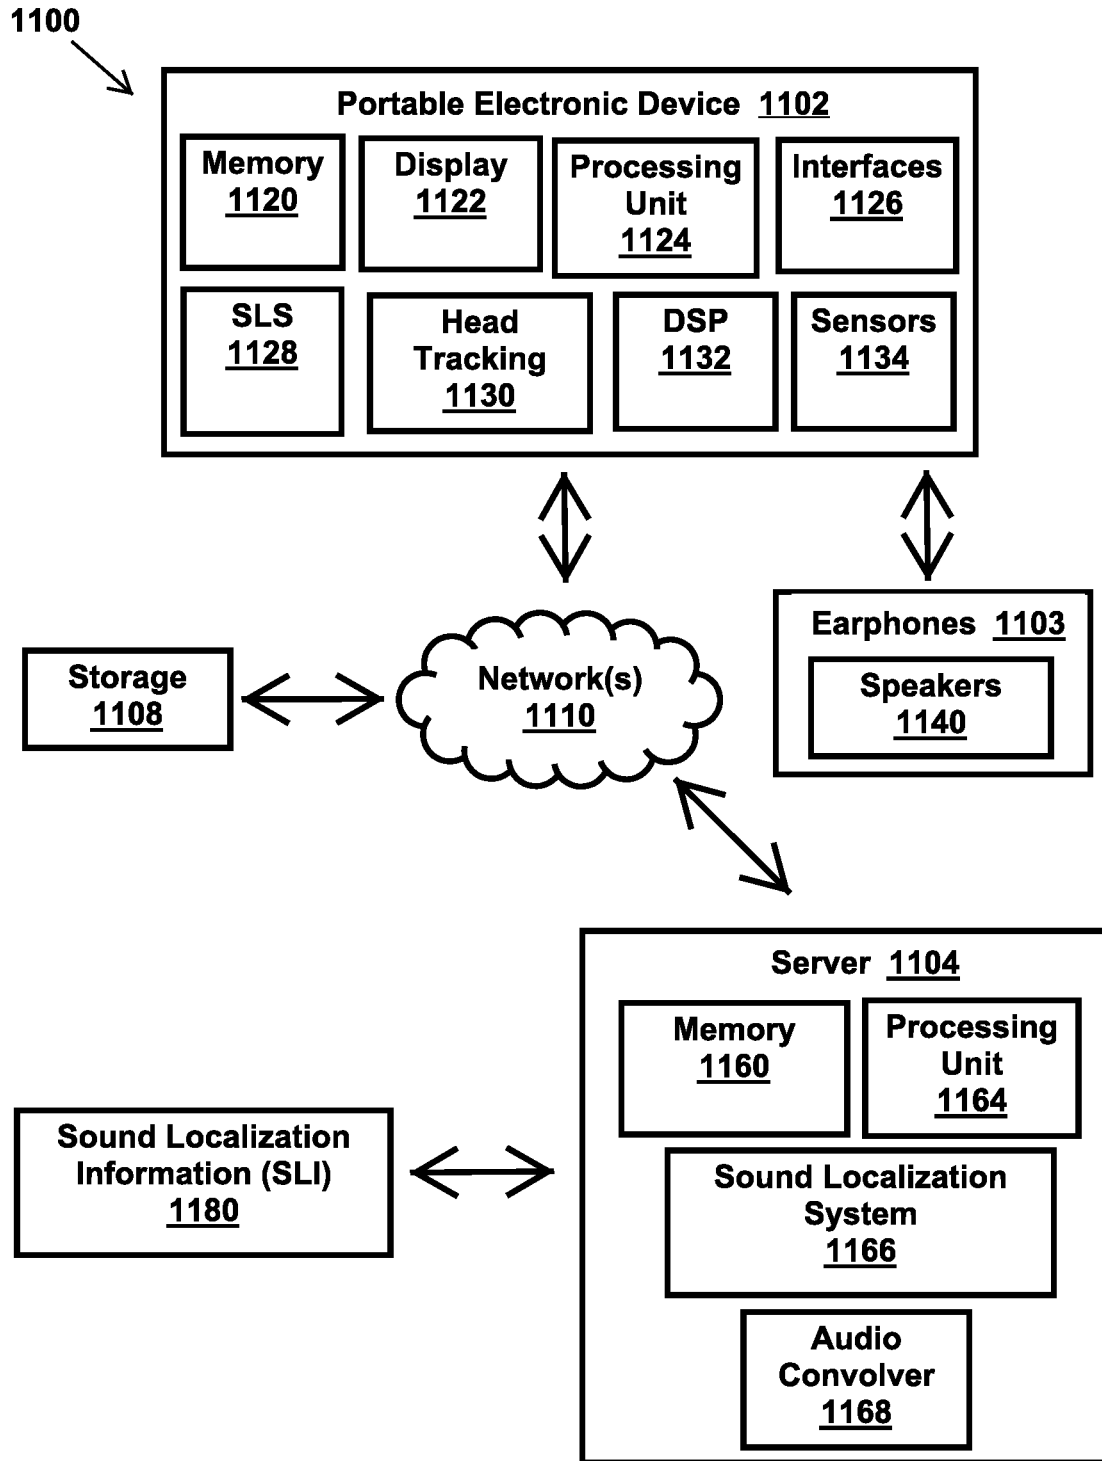 1100
Portable Electronic Device 1102
Memory
1120
Display
1122
Processing
Unit
1124
Interfaces
1126
SLS
1128
Head
Tracking
1130
DSP
1132
Sensors
1134
Earphones 1103
Speakers
1140
Network(s)
1110
Storage
1108
Server 1104
Memory
1160
Processing
Unit
1164
Sound Localization
System
1166
Audio
Convolver
1168
Sound Localization
Information (SLI)
1180